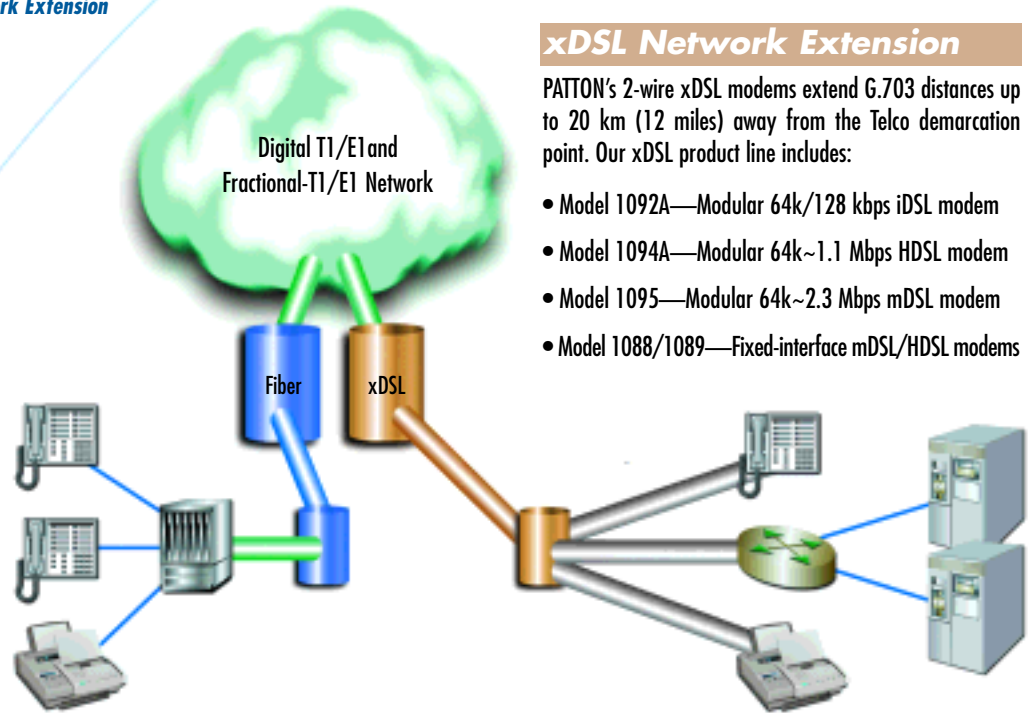 rk Extension
xDSL Network Extension
PATTON's 2-wire xDSL modems extend G.703 distances up
to 20 km (12 miles) away from the Telco demarcation
point. Our xDSL product line includes:
• Model 1092A—Modular 64k/128 kbps iDSL modem
• Model 1094A—Modular 64k~1.1 Mbps HDSL modem
• Model 1095—Modular 64k~2.3 Mbps mDSL modem
• Model 1088/1089—Fixed-interface mDSL/HDSL modems
Digital T1/E1and
Fractional-T1/E1 Network
Fiber
xDSL